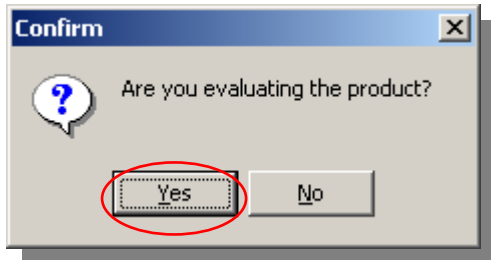 Confirm
Are you evaluating the product?
Yes No